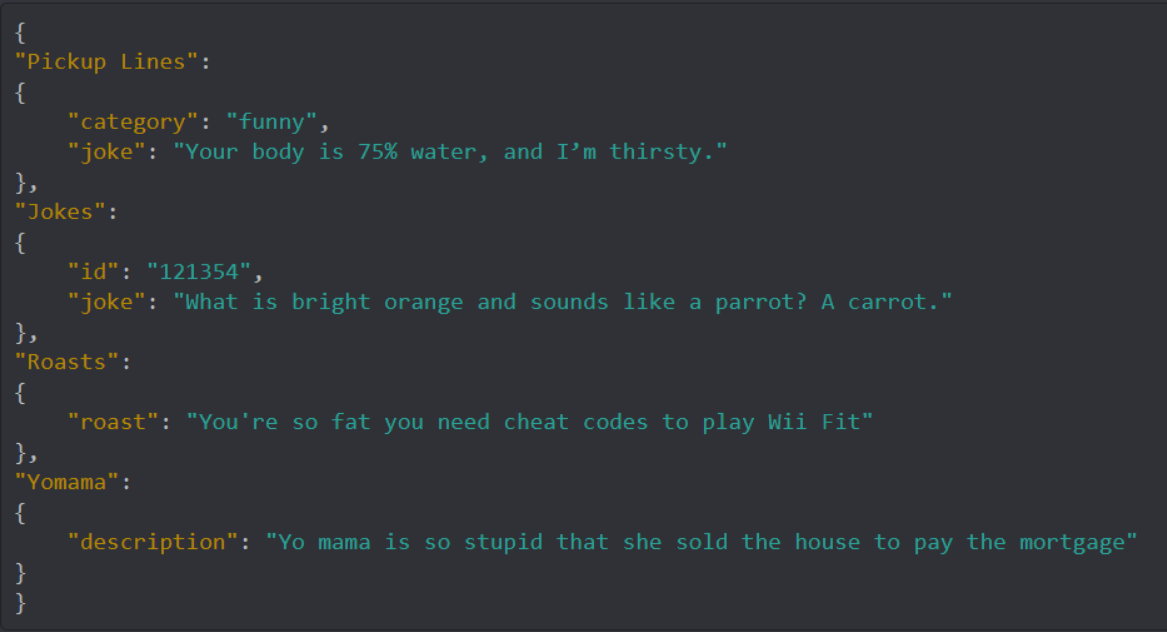 {
"Pickup Lines":
{
    "category": "funny",
    "joke": "Your body is 75% water, and I’m thirsty."
},
"Jokes":
{
    "id": "121354",
    "joke": "What is bright orange and sounds like a parrot? A carrot."
},
"Roasts":
{
    "roast": "You're so fat you need cheat codes to play Wii Fit"
},
"Yomama":
{
    "description": "Yo mama is so stupid that she sold the house to pay the mortgage"
}
}